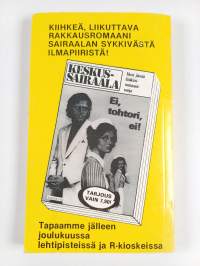 KIIHKEÄ, LIIKUTTAVA
RAKKAUSROMAANI
SAIRAALAN SYKKIVÄSTÄ
ILMAPIIRISTÄ!
KESKUS-
SAIRAALA
Ei,
tohtori,
ei!
TARJOUS
VAIN 1,90!
Tapaamme jälleen
joulukuussa
lehtipisteissä ja R-kioskeissa